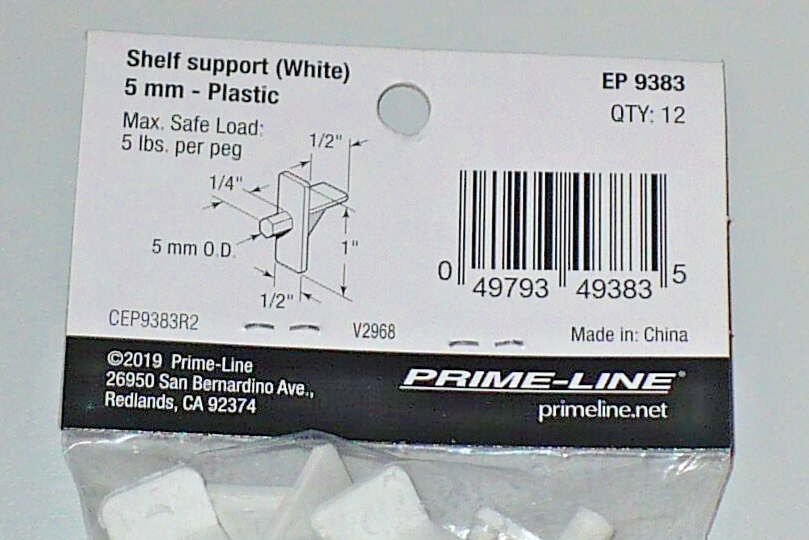 Shelf support (White)
5 mm - Plastic
Max. Safe Load:
5 lbs. per peg
EP 9383
QTY: 12
1/2"
1/4"
5 mm O.D.
1"
1/2"
0 49793 49383 5
CEP9383R2
V2968
Made in: China
©2019 Prime-Line
26950 San Bernardino Ave.,
Redlands, CA 92374
PRIME-LINE®
primeline.net